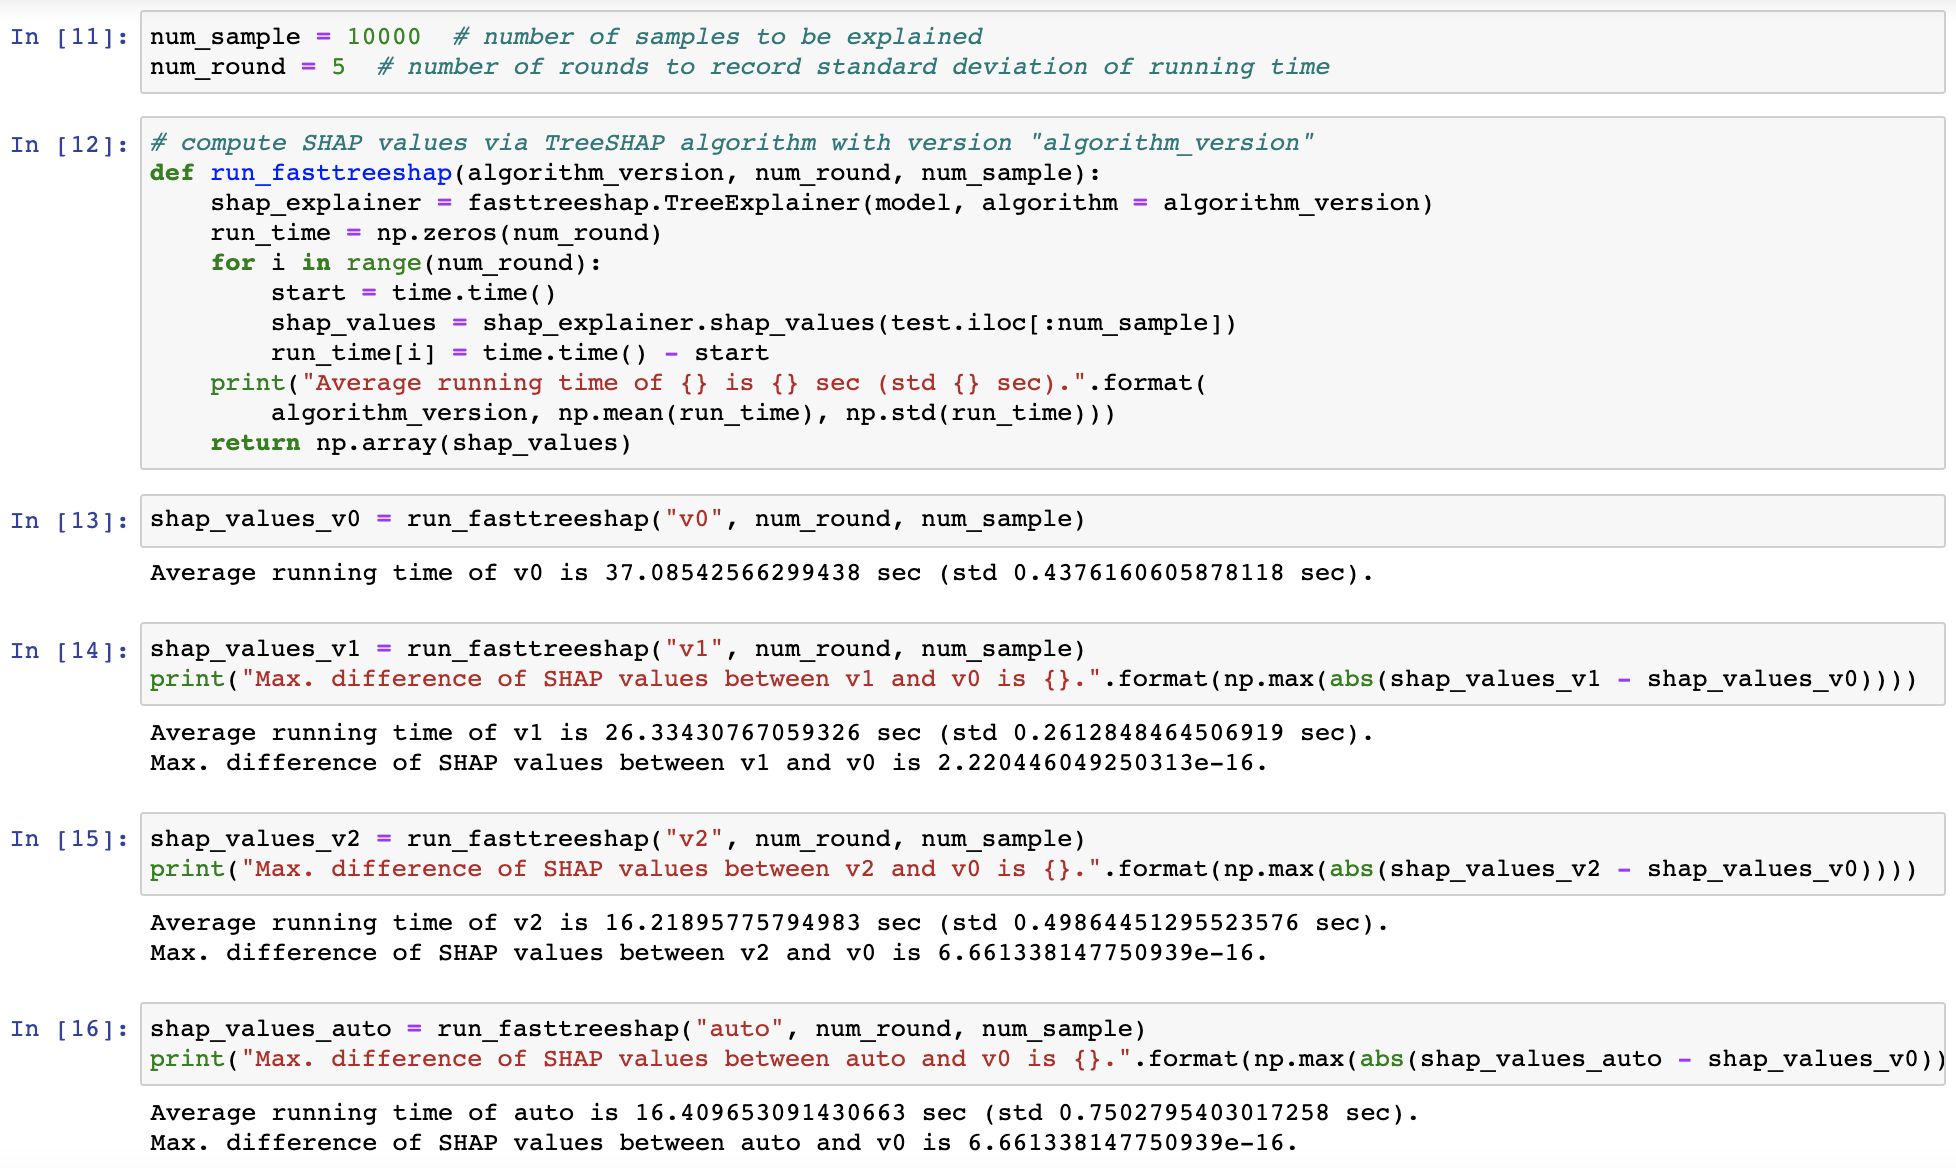 In [11]: num_sample = 10000  # number of samples to be explained
num_round = 5  # number of rounds to record standard deviation of running time
In [12]: # compute SHAP values via TreeSHAP algorithm with version "algorithm_version"
def run_fasttreeshap(algorithm_version, num_round, num_sample):
    shap_explainer = fasttreeshap.TreeExplainer(model, algorithm = algorithm_version)
    run_time = np.zeros(num_round)
    for i in range(num_round):
        start = time.time()
        shap_values = shap_explainer.shap_values(test.iloc[:num_sample])
        run_time[i] = time.time() - start
    print("Average running time of {} is {} sec (std {} sec).".format(
        algorithm_version, np.mean(run_time), np.std(run_time)))
    return np.array(shap_values)
In [13]: shap_values_v0 = run_fasttreeshap("v0", num_round, num_sample)
Average running time of v0 is 37.08542566299438 sec (std 0.4376160605878118 sec).
In [14]: shap_values_v1 = run_fasttreeshap("v1", num_round, num_sample)
print("Max. difference of SHAP values between v1 and v0 is {}.".format(np.max(abs(shap_values_v1 - shap_values_v0))))
Average running time of v1 is 26.33430767059326 sec (std 0.2612848464506919 sec).
Max. difference of SHAP values between v1 and v0 is 2.220446049250313e-16.
In [15]: shap_values_v2 = run_fasttreeshap("v2", num_round, num_sample)
print("Max. difference of SHAP values between v2 and v0 is {}.".format(np.max(abs(shap_values_v2 - shap_values_v0))))
Average running time of v2 is 16.21895775794983 sec (std 0.49864451295523576 sec).
Max. difference of SHAP values between v2 and v0 is 6.661338147750939e-16.
In [16]: shap_values_auto = run_fasttreeshap("auto", num_round, num_sample)
print("Max. difference of SHAP values between auto and v0 is {}.".format(np.max(abs(shap_values_auto - shap_values_v0))
Average running time of auto is 16.409653091430663 sec (std 0.7502795403017258 sec).
Max. difference of SHAP values between auto and v0 is 6.661338147750939e-16.